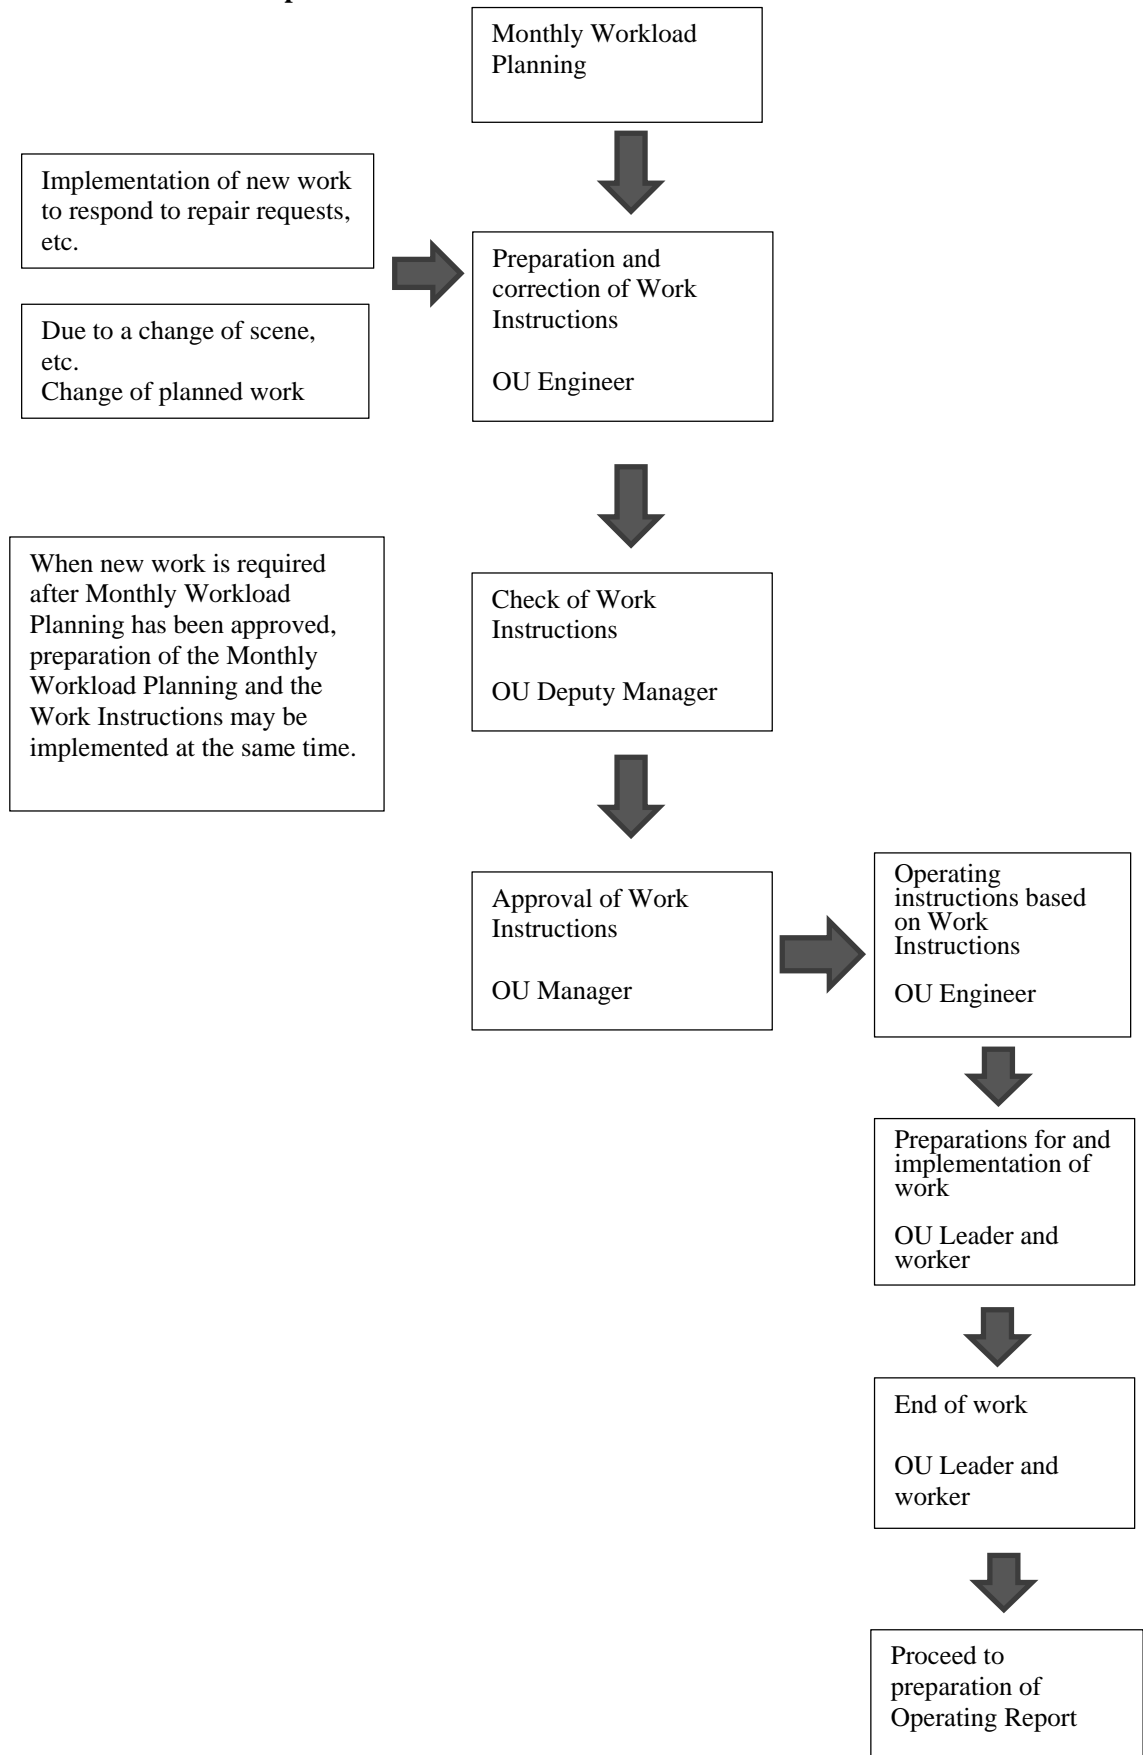 Monthly Workload
Planning
Implementation of new work
to respond to repair requests,
etc.
Due to a change of scene,
etc.
Change of planned work
Preparation and
correction of Work
Instructions
OU Engineer
When new work is required
after Monthly Workload
Planning has been approved,
preparation of the Monthly
Workload Planning and the
Work Instructions may be
implemented at the same time.
Check of Work
Instructions
OU Deputy Manager
Approval of Work
Instructions
OU Manager
Operating
instructions based
on Work
Instructions
OU Engineer
Preparations for and
implementation of
work
OU Leader and
worker
End of work
OU Leader and
worker
Proceed to
preparation of
Operating Report